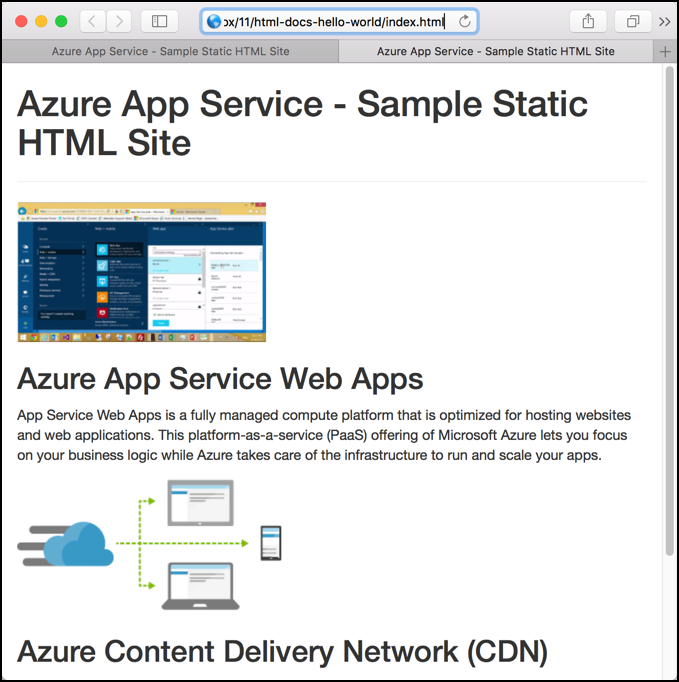 ox/11/html-docs-hello-world/index.html
Azure App Service - Sample Static HTML Site
Azure App Service - Sample Static HTML Site
Azure App Service - Sample Static
HTML Site
Azure App Service Web Apps
App Service Web Apps is a fully managed compute platform that is optimized for hosting websites
and web applications. This platform-as-a-service (PaaS) offering of Microsoft Azure lets you focus
on your business logic while Azure takes care of the infrastructure to run and scale your apps.
Azure Content Delivery Network (CDN)